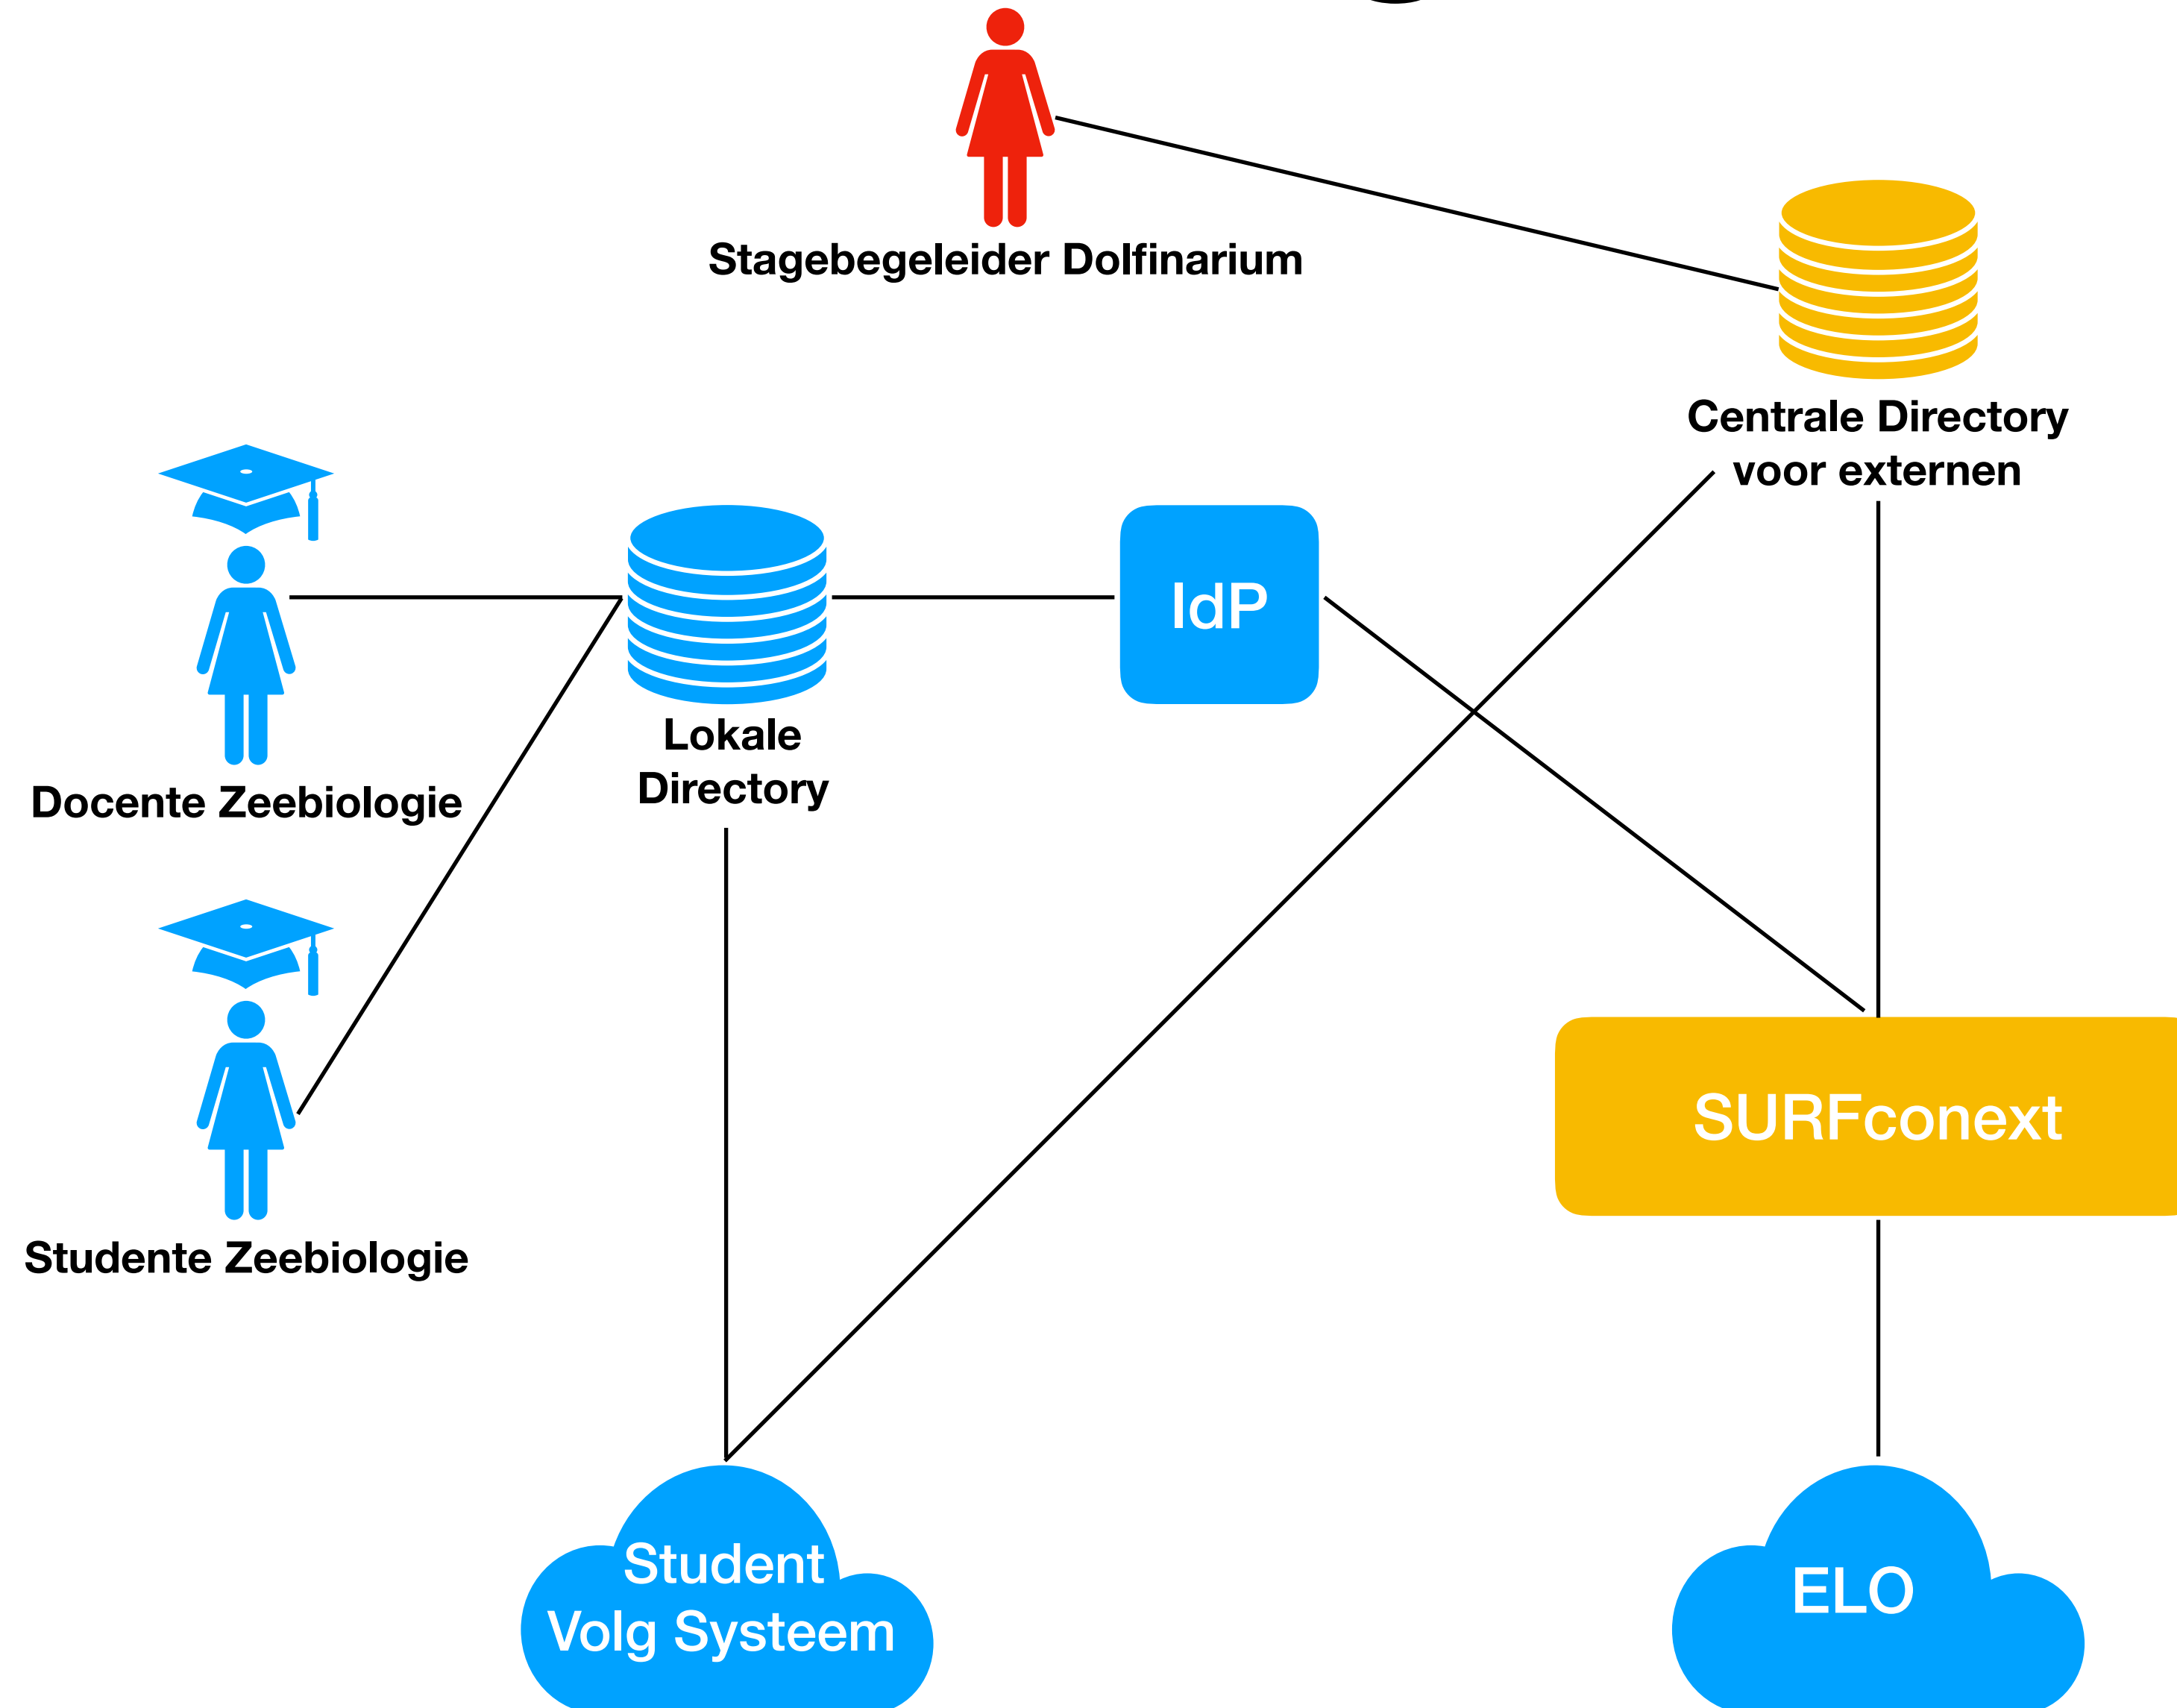 Stagebegeleider Dolfinarium
Centrale Directory
voor externen
IdP
Lokale
Directory
Docente Zeebiologie
SURFconext
Studente Zeebiologie
Student
Volg Systeem
ELO